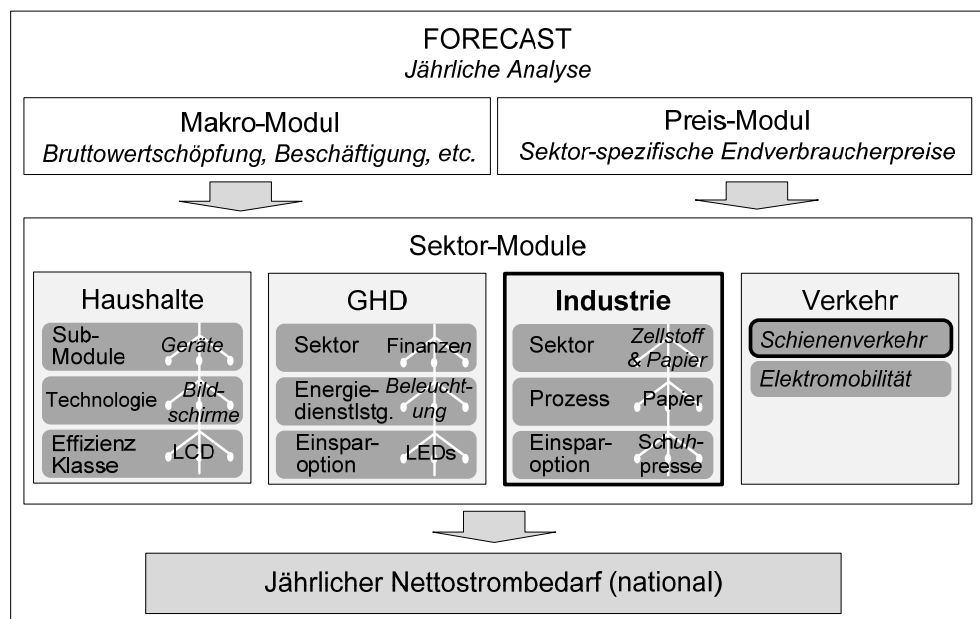 FORECAST
Jährliche Analyse
Makro-Modul
Bruttowertschöpfung, Beschäftigung, etc.
Preis-Modul
Sektor-spezifische Endverbraucherpreise
Sektor-Module
Haushalte
Sub-
Module
Geräte
Technologie
Bild-
schirme
Effizienz
Klasse
LCD
GHD
Sektor
Finanzen
Energie-
dienstlstg.
Beleucht-
ung
Einspar-
option
LEDs
Industrie
Sektor
Zellstoff
& Papier
Prozess
Papier
Einspar-
option
Schuh-
presse
Verkehr
Schienenverkehr
Elektromobilität
Jährlicher Nettostrombedarf (national)